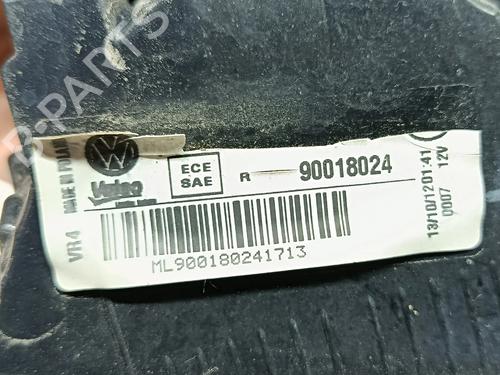 B-PARTS
VR4 MADE IN POLAND
Valeo
ECE
SAE
R 90018024
ML900180241713
13/10/12 01:41
0007 12V